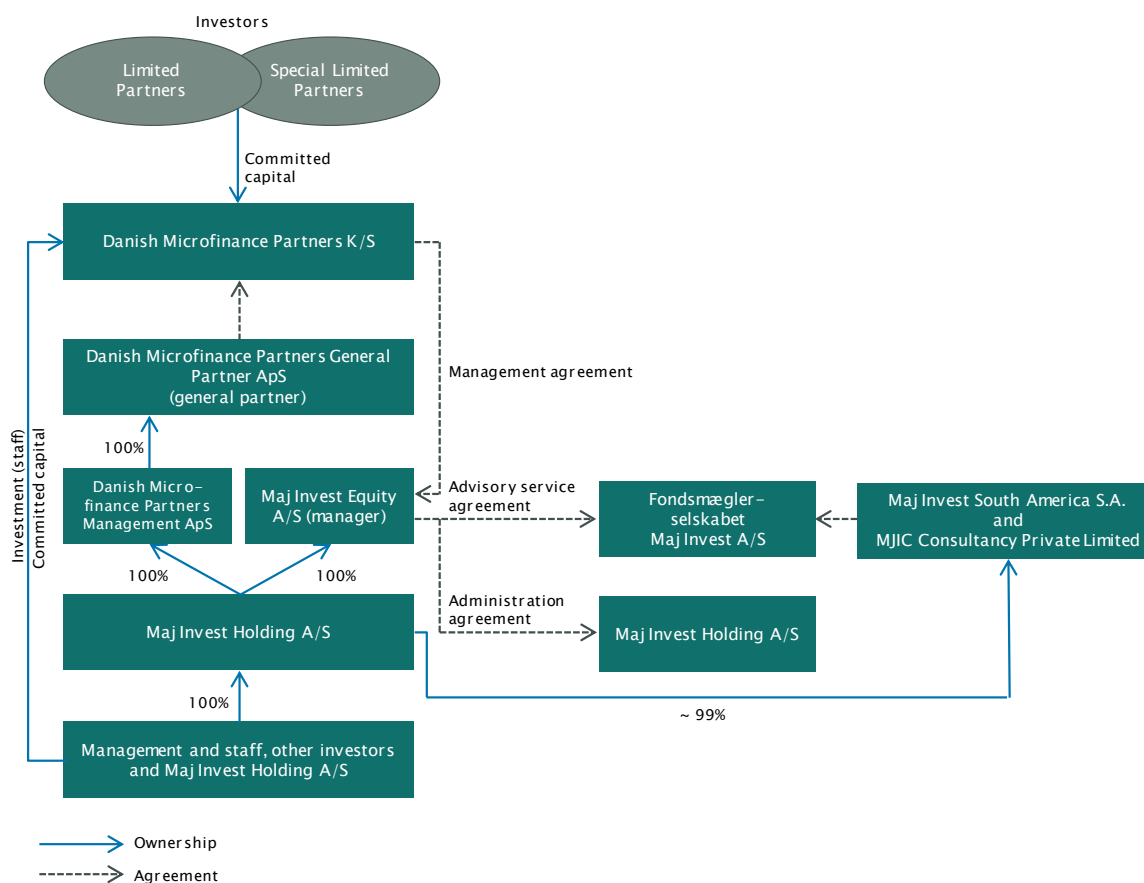 Investors
Limited
Partners
Special Limited
Partners
Committed
capital
Danish Microfinance Partners K/S
Danish Microfinance Partners General
Partner ApS
(general partner)
Management agreement
Investment (staff)
Committed capital
100%
Danish Micro-
finance Partners
Management ApS
Maj Invest Equity
A/S (manager)
Advisory service
agreement
Fondsmægler-
selskabet
Maj Invest A/S
Maj Invest South America S.A.
and
MJIC Consultancy Private Limited
100%
100%
Maj Invest Holding A/S
Administration
agreement
Maj Invest Holding A/S
100%
~ 99%
Management and staff, other investors
and Maj Invest Holding A/S
Ownership
Agreement